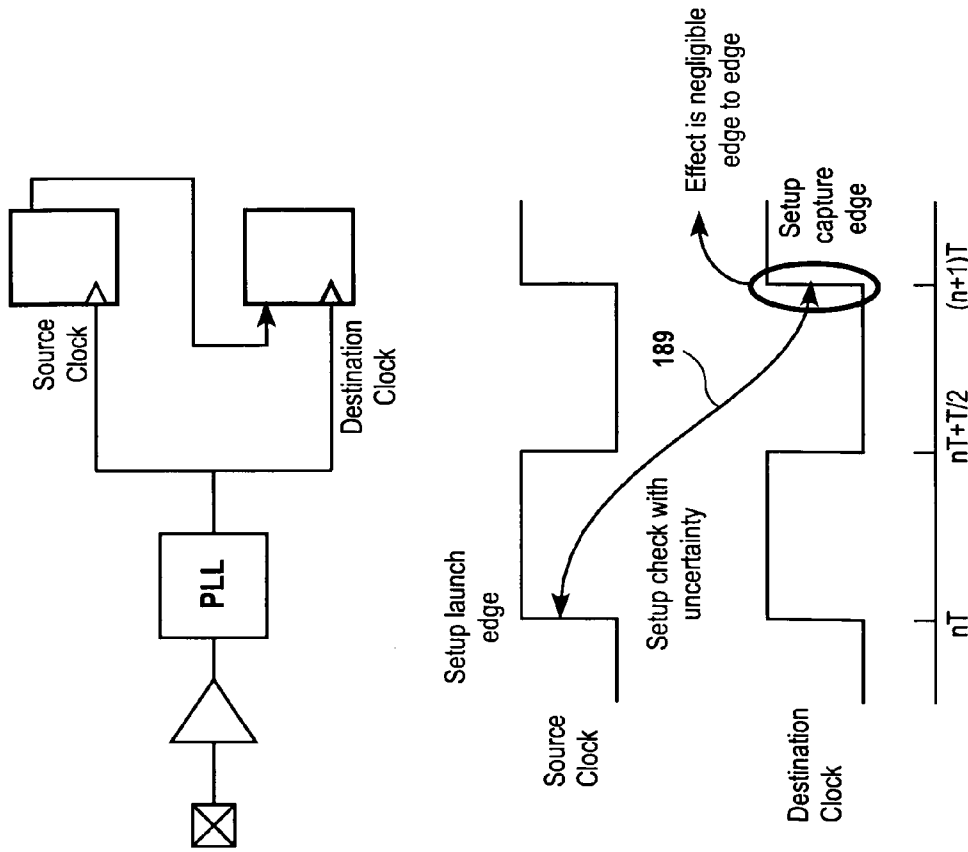 PLL
Source
Clock
Destination
Clock
Source
Clock
Setup launch
edge
Setup check with
uncertainty
189
Effect is negligible
edge to edge
Setup
capture
edge
Destination
Clock
nT
nT+T/2
(n+1)T